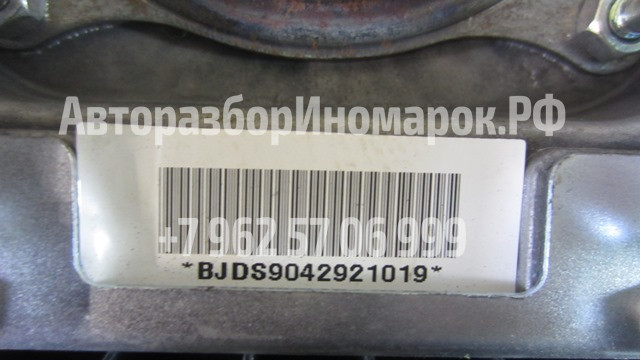 АвторазборИномарок.РФ
+7 962 57 06 999
*BJDS9042921019*